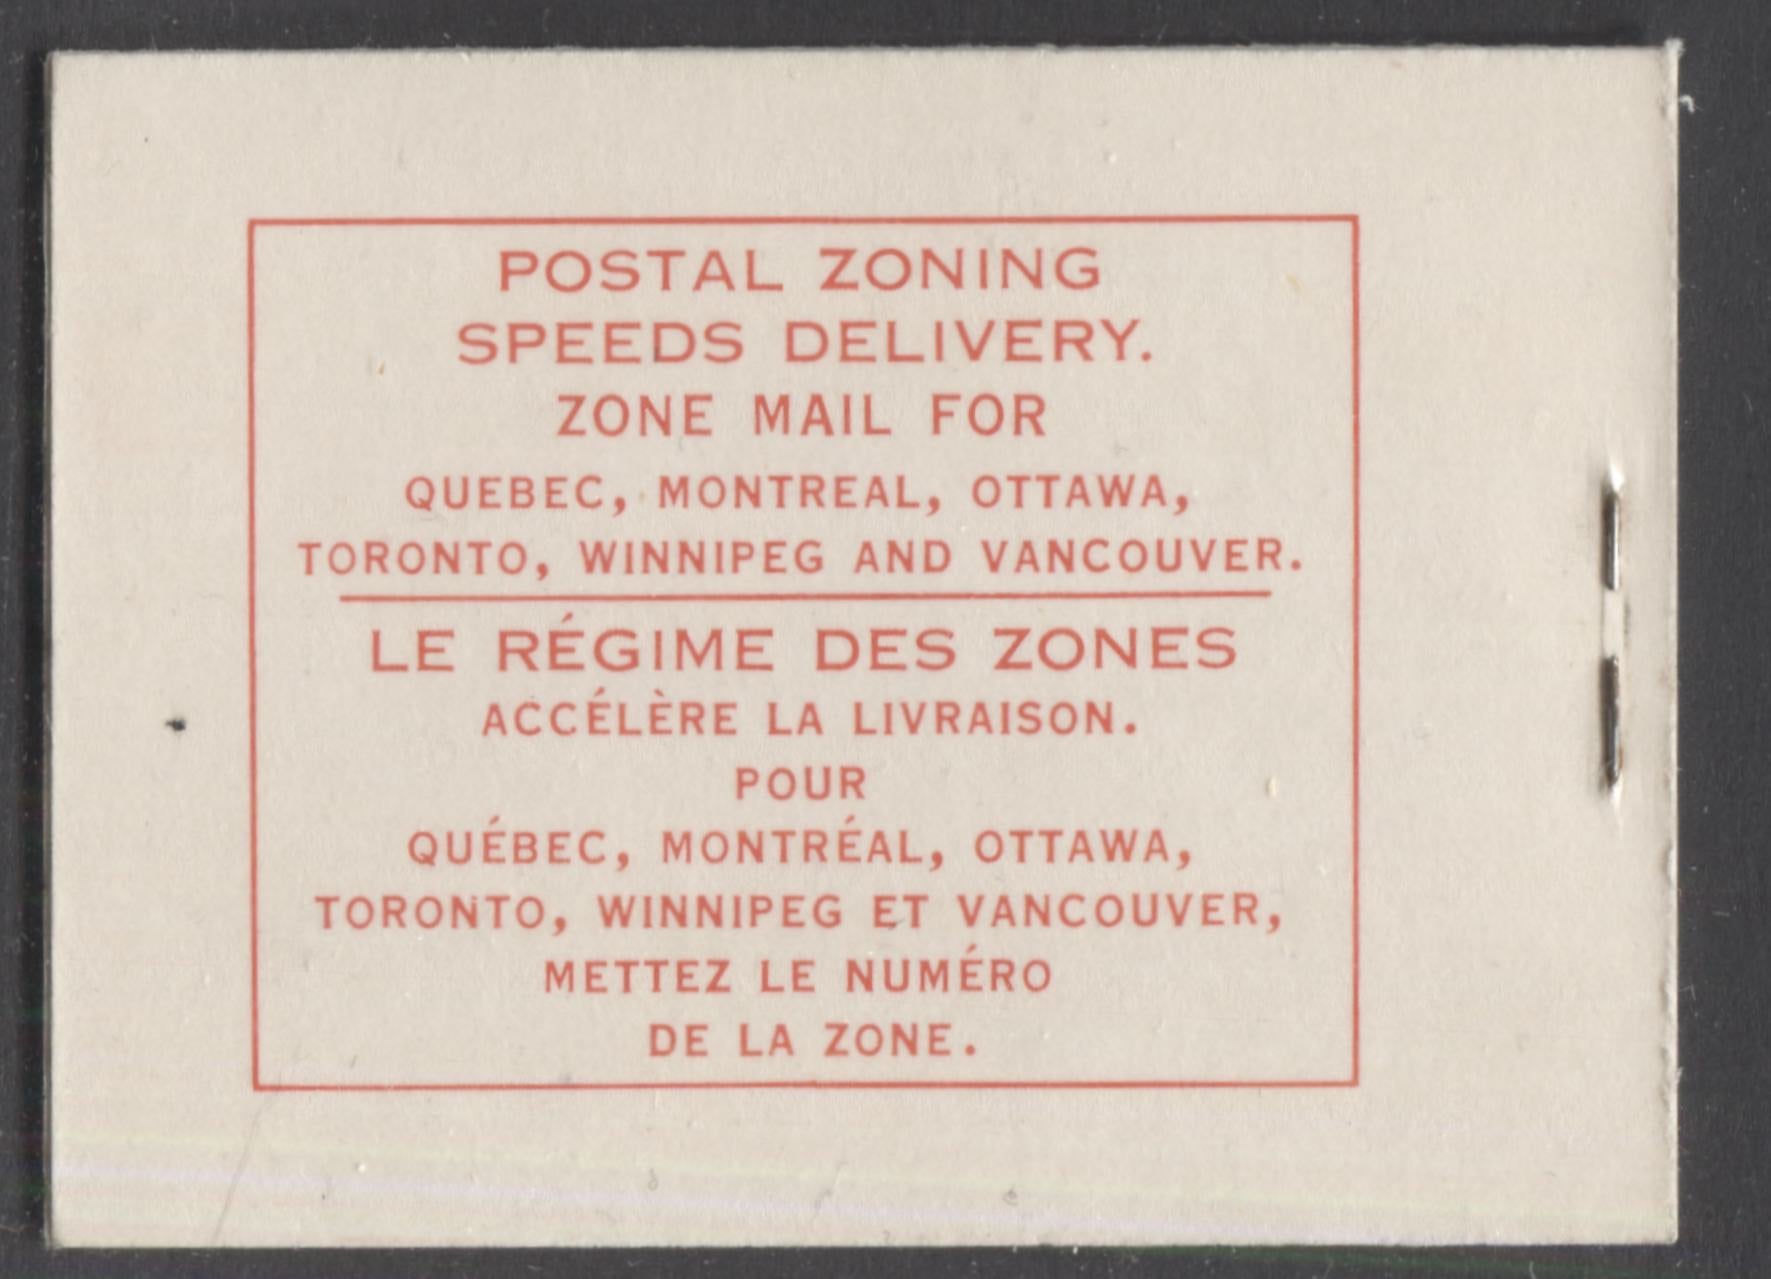 POSTAL ZONING
SPEEDS DELIVERY.
ZONE MAIL FOR
QUEBEC, MONTREAL, OTTAWA,
TORONTO, WINNIPEG AND VANCOUVER.
LE RÉGIME DES ZONES
ACCÉLÈRE LA LIVRAISON.
POUR
QUÉBEC, MONTRÉAL, OTTAWA,
TORONTO, WINNIPEG ET VANCOUVER,
METTEZ LE NUMÉRO
DE LA ZONE.